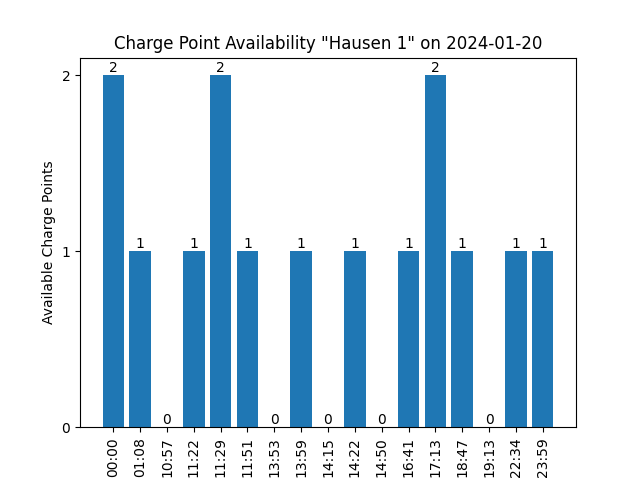 Charge Point Availability "Hausen 1" on 2024-01-20
Available Charge Points
2
1
0
2 1 0 1 2 1 0 1 0 1 0 1 2 1 0 1 1
00:00 01:08 10:57 11:22 11:29 11:51 13:53 13:59 14:15 14:22 14:50 16:41 17:13 18:47 19:13 22:34 23:59